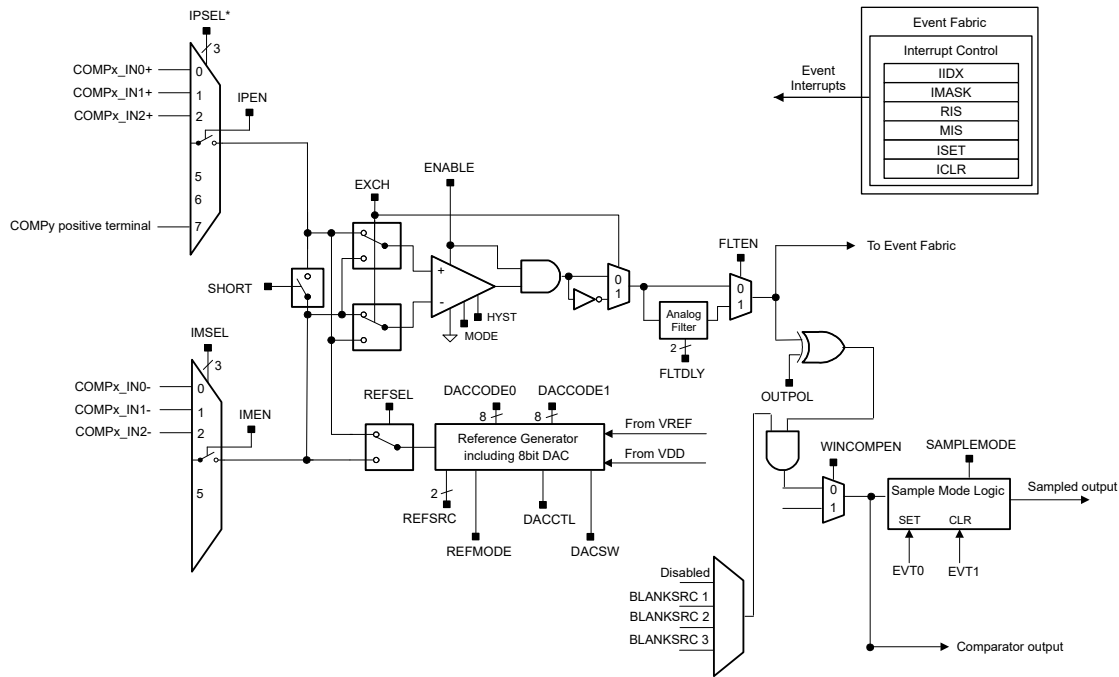 IPSEL*
3
COMPx_IN0+
0
COMPx_IN1+
1
COMPx_IN2+
2
IPEN
5
6
COMPy positive terminal
7
Event Fabric
Interrupt Control
IIDX
IMASK
RIS
MIS
ISET
ICLR
Event
Interrupts
ENABLE
EXCH
SHORT
+
-
HYST
MODE
0
1
FLTEN
0
1
Analog
Filter
2
FLTDLY
To Event Fabric
OUTPOL
IMSEL
3
COMPx_IN0-
0
COMPx_IN1-
1
COMPx_IN2-
2
IMEN
5
REFSEL
DACCODE0
DACCODE1
8
8
Reference Generator
including 8bit DAC
From VREF
From VDD
2
REFSRC
REFMODE
DACCTL
DACSW
WINCOMPEN
0
1
SAMPLEMODE
Sample Mode Logic
SET
CLR
EVT0
EVT1
Sampled output
Disabled
BLANKSRC 1
BLANKSRC 2
BLANKSRC 3
Comparator output